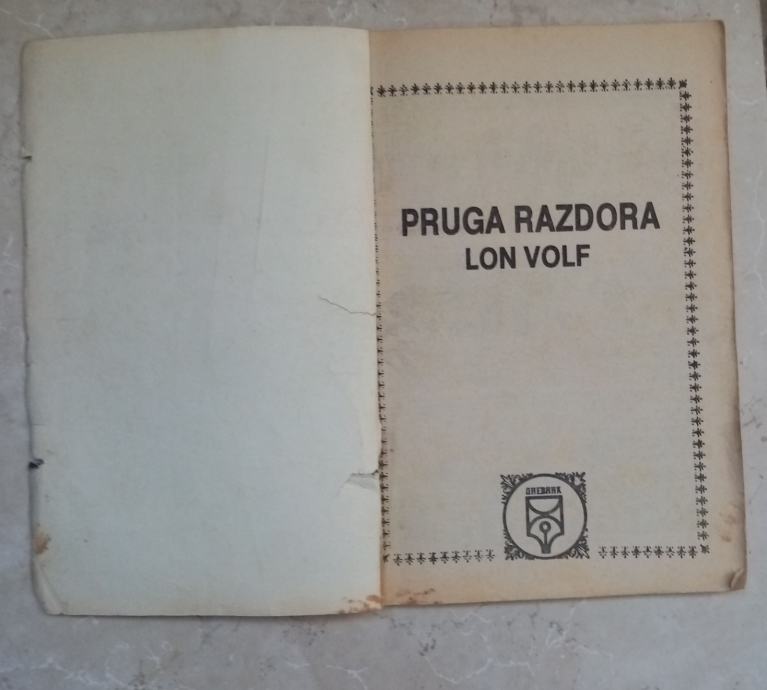 PRUGA RAZDORA
LON VOLF
DNEVNIK